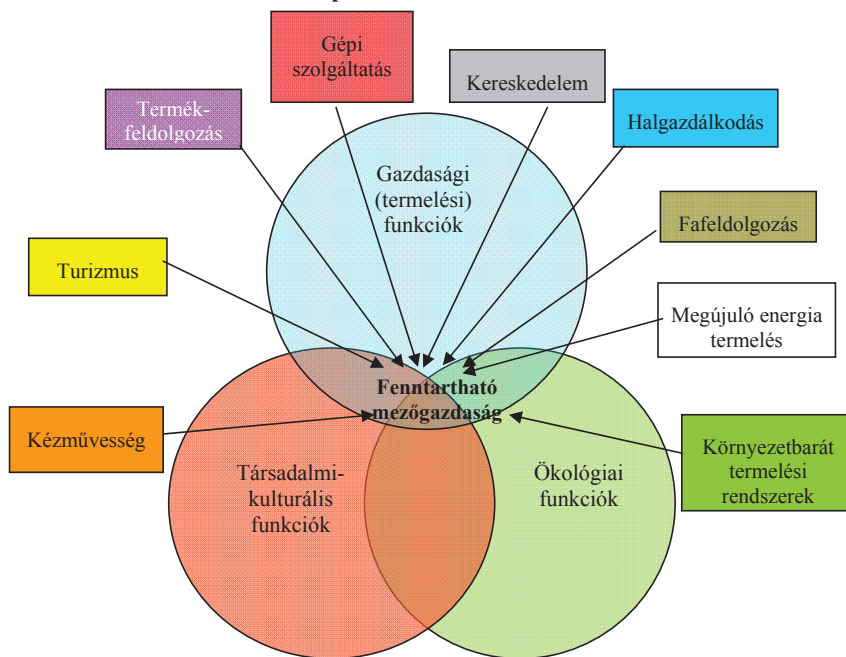 Gépi
szolgáltatás
Kereskedelem
Termék-
feldolgozás
Halgazdálkodás
Gazdasági
(termelési)
funkciók
Fafeldolgozás
Turizmus
Megújuló energia
termelés
Fenntartható
mezőgazdaság
Kézművesség
Környezetbarát
termelési
rendszerek
Társadalmi-
kulturális
funkciók
Ökológiai
funkciók